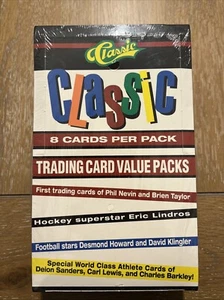 Classic
CLASSiC
8 CARDS PER PACK
TRADING CARD VALUE PACKS
First trading cards of Phil Nevin and Brien Taylor
Hockey superstar Eric Lindros
Football stars Desmond Howard and David Klingler
Special World Class Athlete Cards of
Deion Sanders, Carl Lewis, and Charles Barkley!